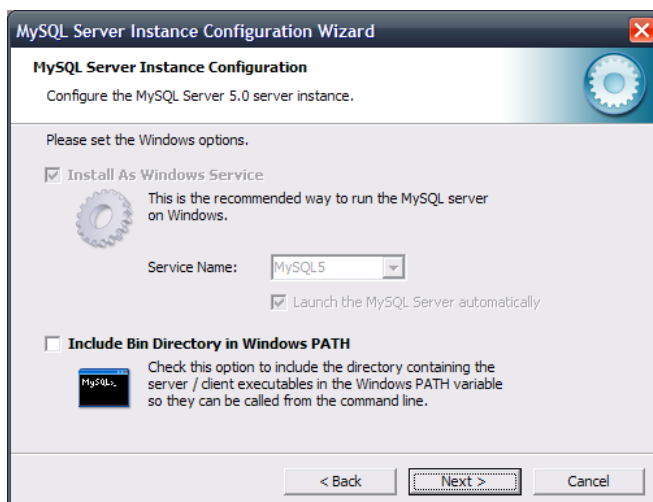 MySQL Server Instance Configuration Wizard
MySQL Server Instance Configuration
Configure the MySQL Server 5.0 server instance.
Please set the Windows options.
Install As Windows Service
This is the recommended way to run the MySQL server
on Windows.
Service Name: MySQL5
Launch the MySQL Server automatically
Include Bin Directory in Windows PATH
MySQL>_
Check this option to include the directory containing the
server / client executables in the Windows PATH variable
so they can be called from the command line.
< Back Next > Cancel